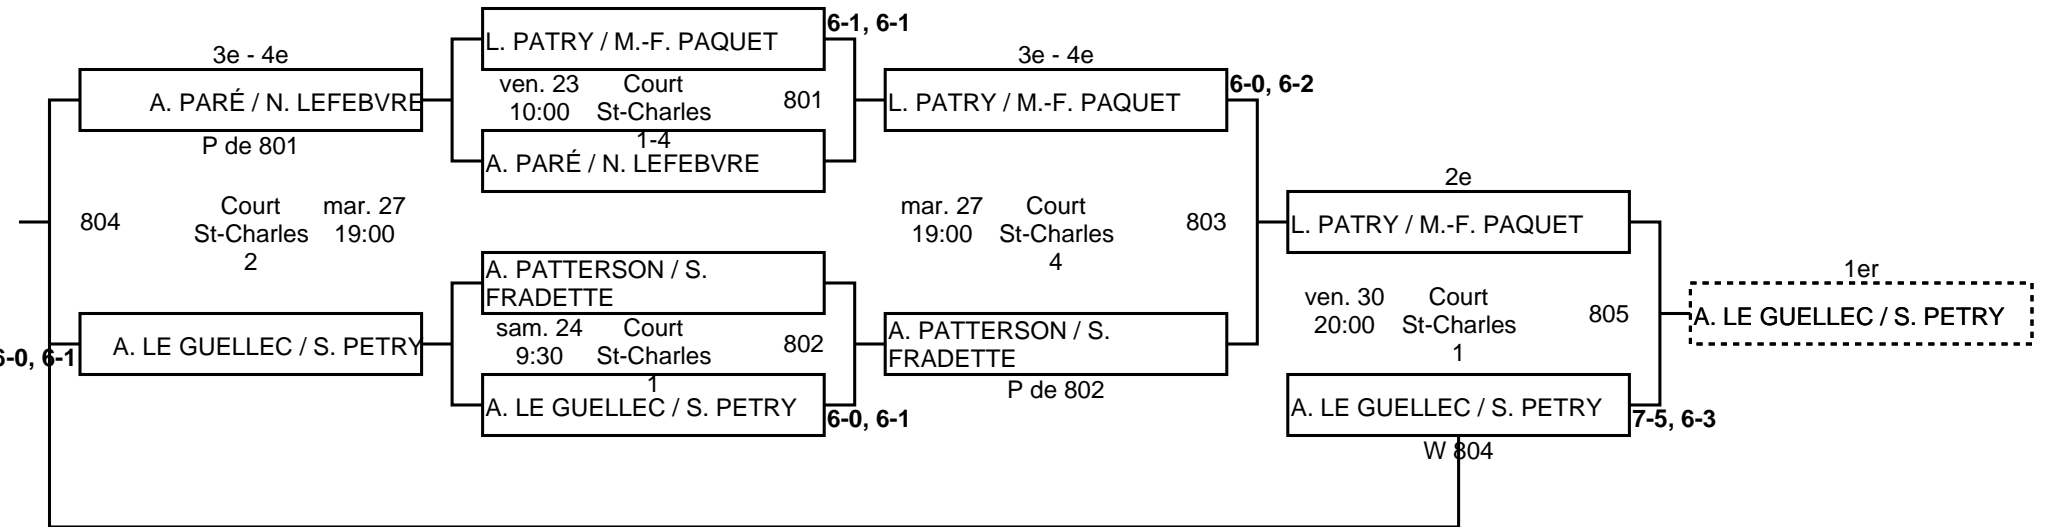 3e - 4e
A. PARÉ / N. LEFEBVRE
P de 801
804
Court
St-Charles
2
mar. 27
19:00
A. LE GUELLEC / S. PETRY
6-0, 6-1
L. PATRY / M.-F. PAQUET
6-1, 6-1
ven. 23
10:00
Court
St-Charles
1-4
801
A. PARÉ / N. LEFEBVRE
A. PATTERSON / S.
FRADETTE
sam. 24
9:30
Court
St-Charles
1
802
A. LE GUELLEC / S. PETRY
6-0, 6-1
3e - 4e
L. PATRY / M.-F. PAQUET
6-0, 6-2
mar. 27
19:00
Court
St-Charles
4
803
A. PATTERSON / S.
FRADETTE
P de 802
2e
L. PATRY / M.-F. PAQUET
ven. 30
20:00
Court
St-Charles
1
805
A. LE GUELLEC / S. PETRY
7-5, 6-3
W 804
1er
A. LE GUELLEC / S. PETRY